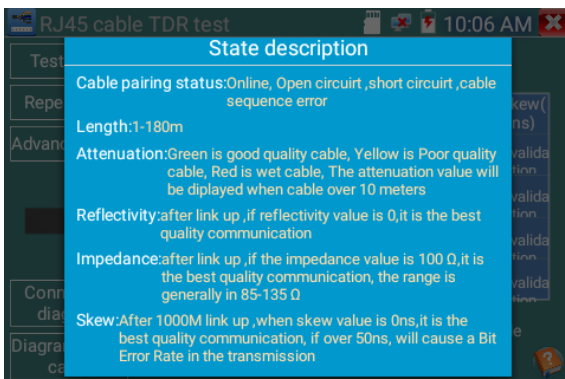 RJ45 cable TDR test
10:06 AM
State description
Test
Cable pairing status:Online, Open circuirt ,short circuirt ,cable
sequence error
Repe
kew(
ns)
Length:1-180m
Advanc
Attenuation:Green is good quality cable, Yellow is Poor quality
cable, Red is wet cable, The attenuation value will
be diplayed when cable over 10 meters
valida
tion
valida
tion
Reflectivity:after link up ,if reflectivity value is 0,it is the best
quality communication
valida
tion
Impedance:after link up ,if the impedance value is 100 Ω,it is
the best quality communication, the range is
generally in 85-135 Ω
valida
tion
Conn
diag
Skew:After 1000M link up ,when skew value is 0ns,it is the
best quality communication, if over 50ns, will cause a Bit
Error Rate in the transmission
e
Diagra
ca